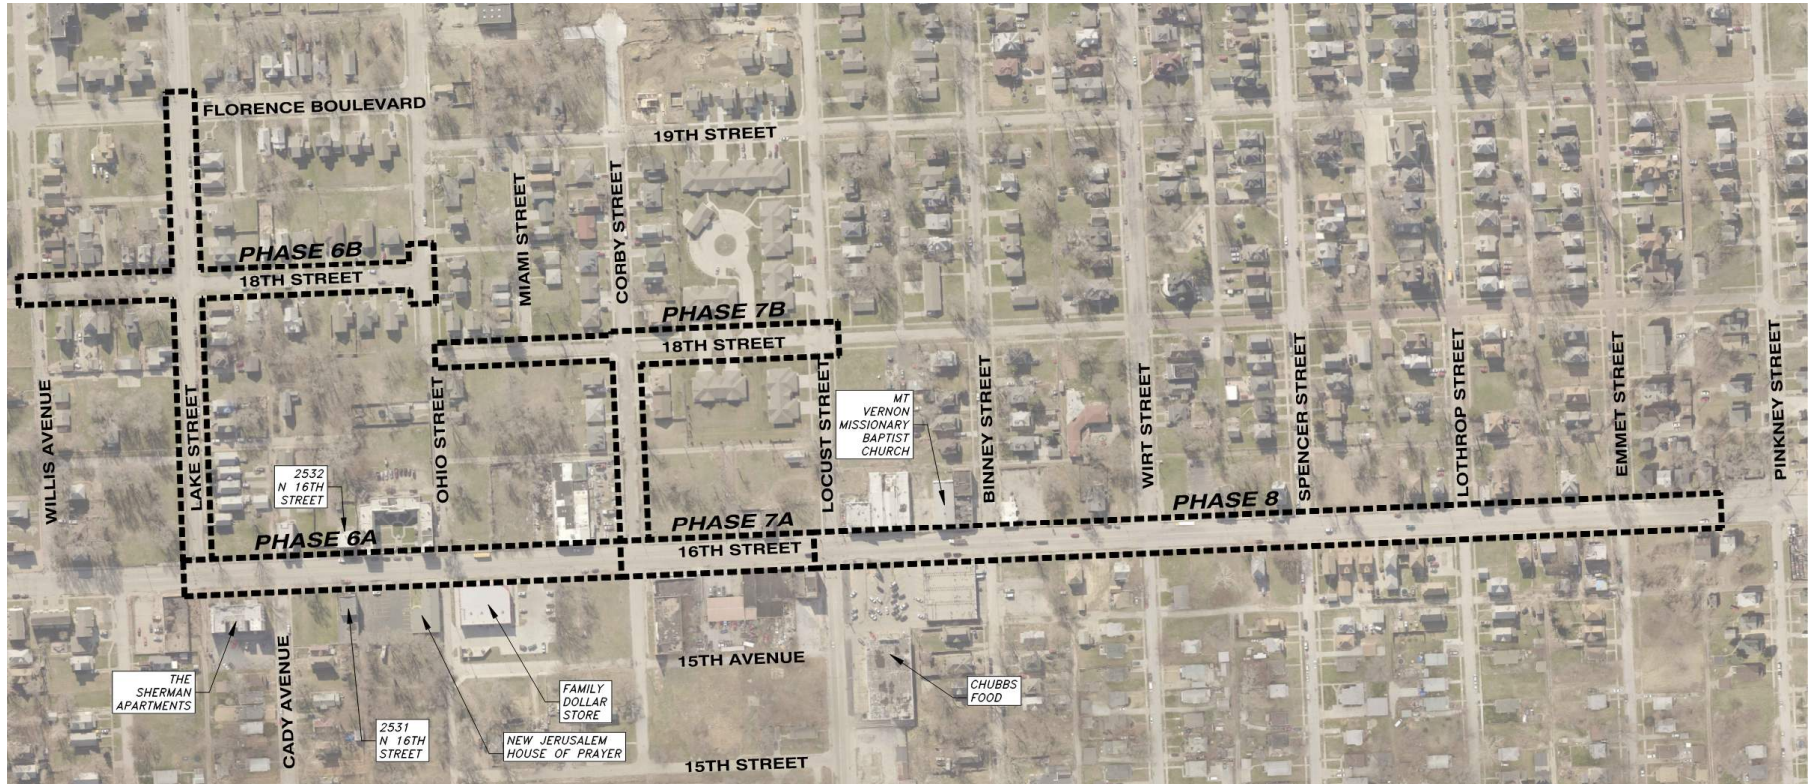 FLORENCE BOULEVARD
19TH STREET
PHASE 6B
18TH STREET
MIAMI STREET
CORBY STREET
PHASE 7B
18TH STREET
WILLIS AVENUE
LAKE STREET
OHIO STREET
LOCUST STREET
BINNEY STREET
WIRT STREET
SPENCER STREET
LOTHROP STREET
EMMET STREET
PINKNEY STREET
MT
VERNON
MISSIONARY
BAPTIST
CHURCH
2532
N 16TH
STREET
PHASE 6A
PHASE 7A
16TH STREET
PHASE 8
CADY AVENUE
15TH AVENUE
THE
SHERMAN
APARTMENTS
2531
N 16TH
STREET
NEW JERUSALEM
HOUSE OF PRAYER
FAMILY
DOLLAR
STORE
CHUBBS
FOOD
15TH STREET